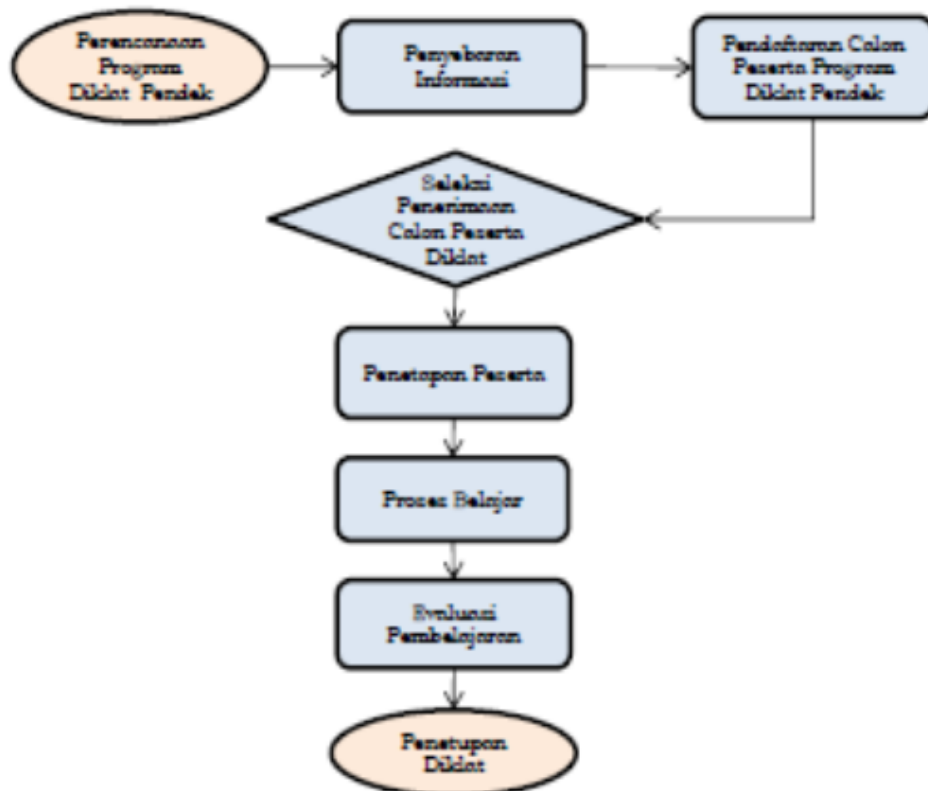 Perencanaan
Program
Diklat Pendek
Penyebaran
Informasi
Pendaftaran Calon
Peserta Program
Diklat Pendek
Seleksi
Penerimaan
Calon Peserta
Diklat
Penetapan Peserta
Proses Belajar
Evaluasi
Pembelajaran
Penetupan
Diklat